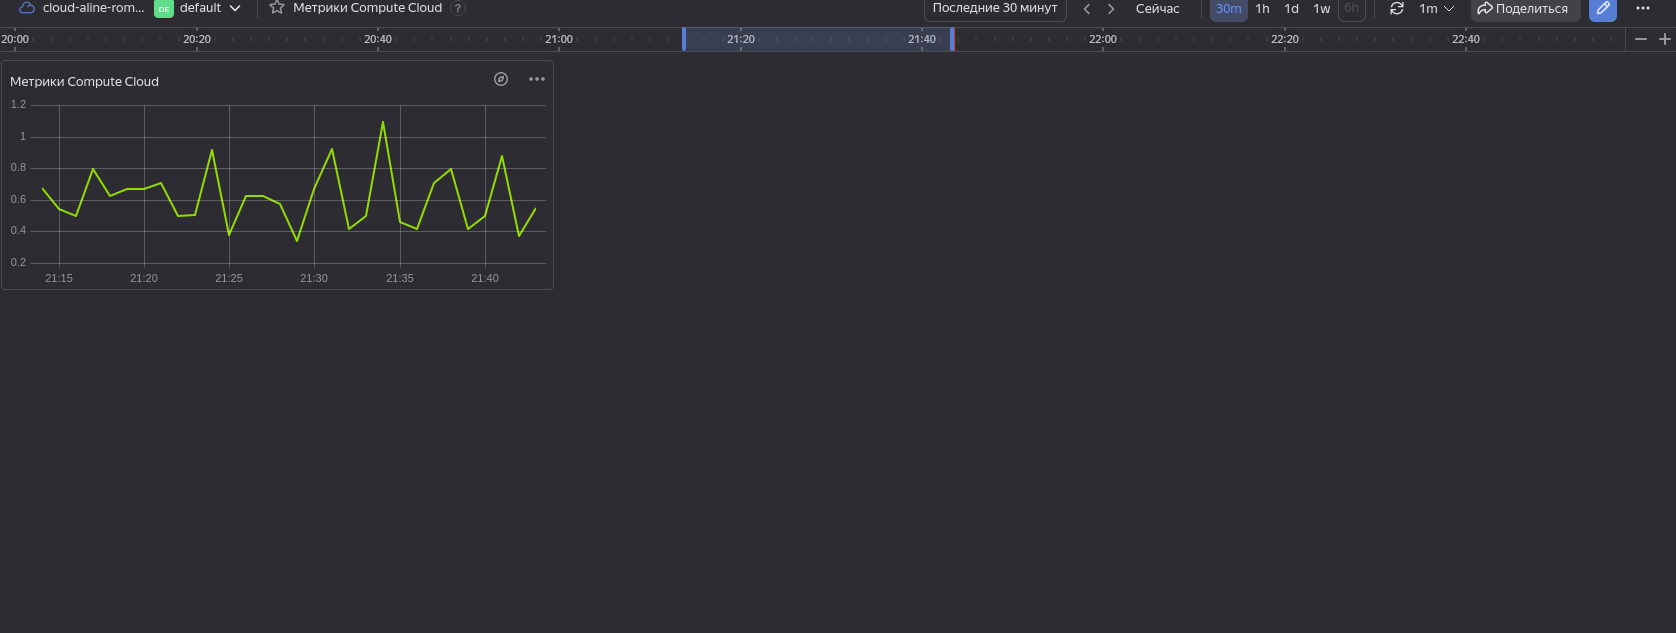 cloud-aline-rom... DE default Метрики Compute Cloud ? Последние 30 минут Сейчас 30m 1h 1d 1w 6h 1m Поделиться
20:00 20:20 20:40 21:00 21:20 21:40 22:00 22:20 22:40
Метрики Compute Cloud
1.2
1
0.8
0.6
0.4
0.2
21:15 21:20 21:25 21:30 21:35 21:40